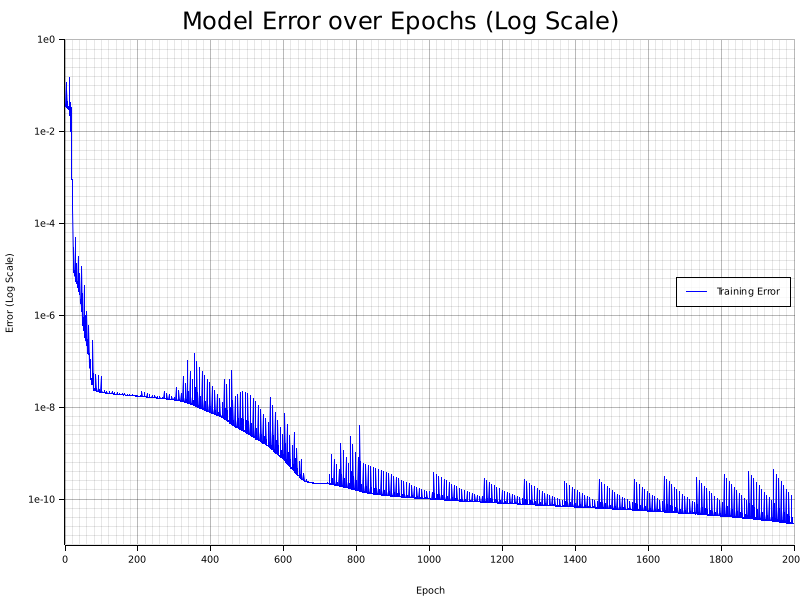 Model Error over Epochs (Log Scale)
1e0
1e-2
1e-4
1e-6
1e-8
1e-10
Error (Log Scale)
Training Error
0 200 400 600 800 1000 1200 1400 1600 1800 200
Epoch